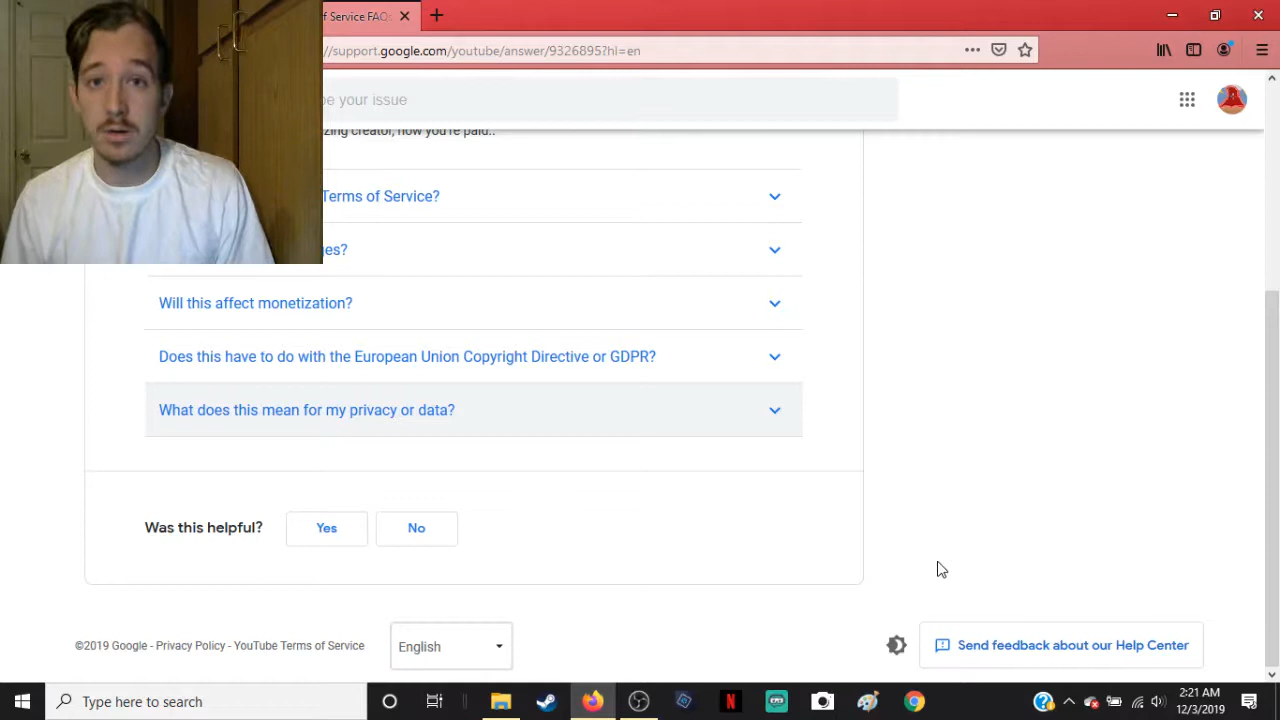 f Service FAQ
//support.google.com/youtube/answer/9326895?hl=en
be your issue
zing creator, how you're paid..
Terms of Service?
ges?
Will this affect monetization?
Does this have to do with the European Union Copyright Directive or GDPR?
What does this mean for my privacy or data?
Was this helpful? Yes No
©2019 Google - Privacy Policy - YouTube Terms of Service English Send feedback about our Help Center
Type here to search 2:21 AM
12/3/2019